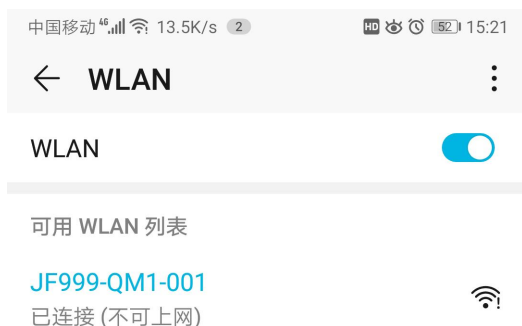 中国移动 46 13.5K/s 2 HD 52 15:21
WLAN
WLAN
可用 WLAN 列表
JF999-QM1-001
已连接 (不可上网)